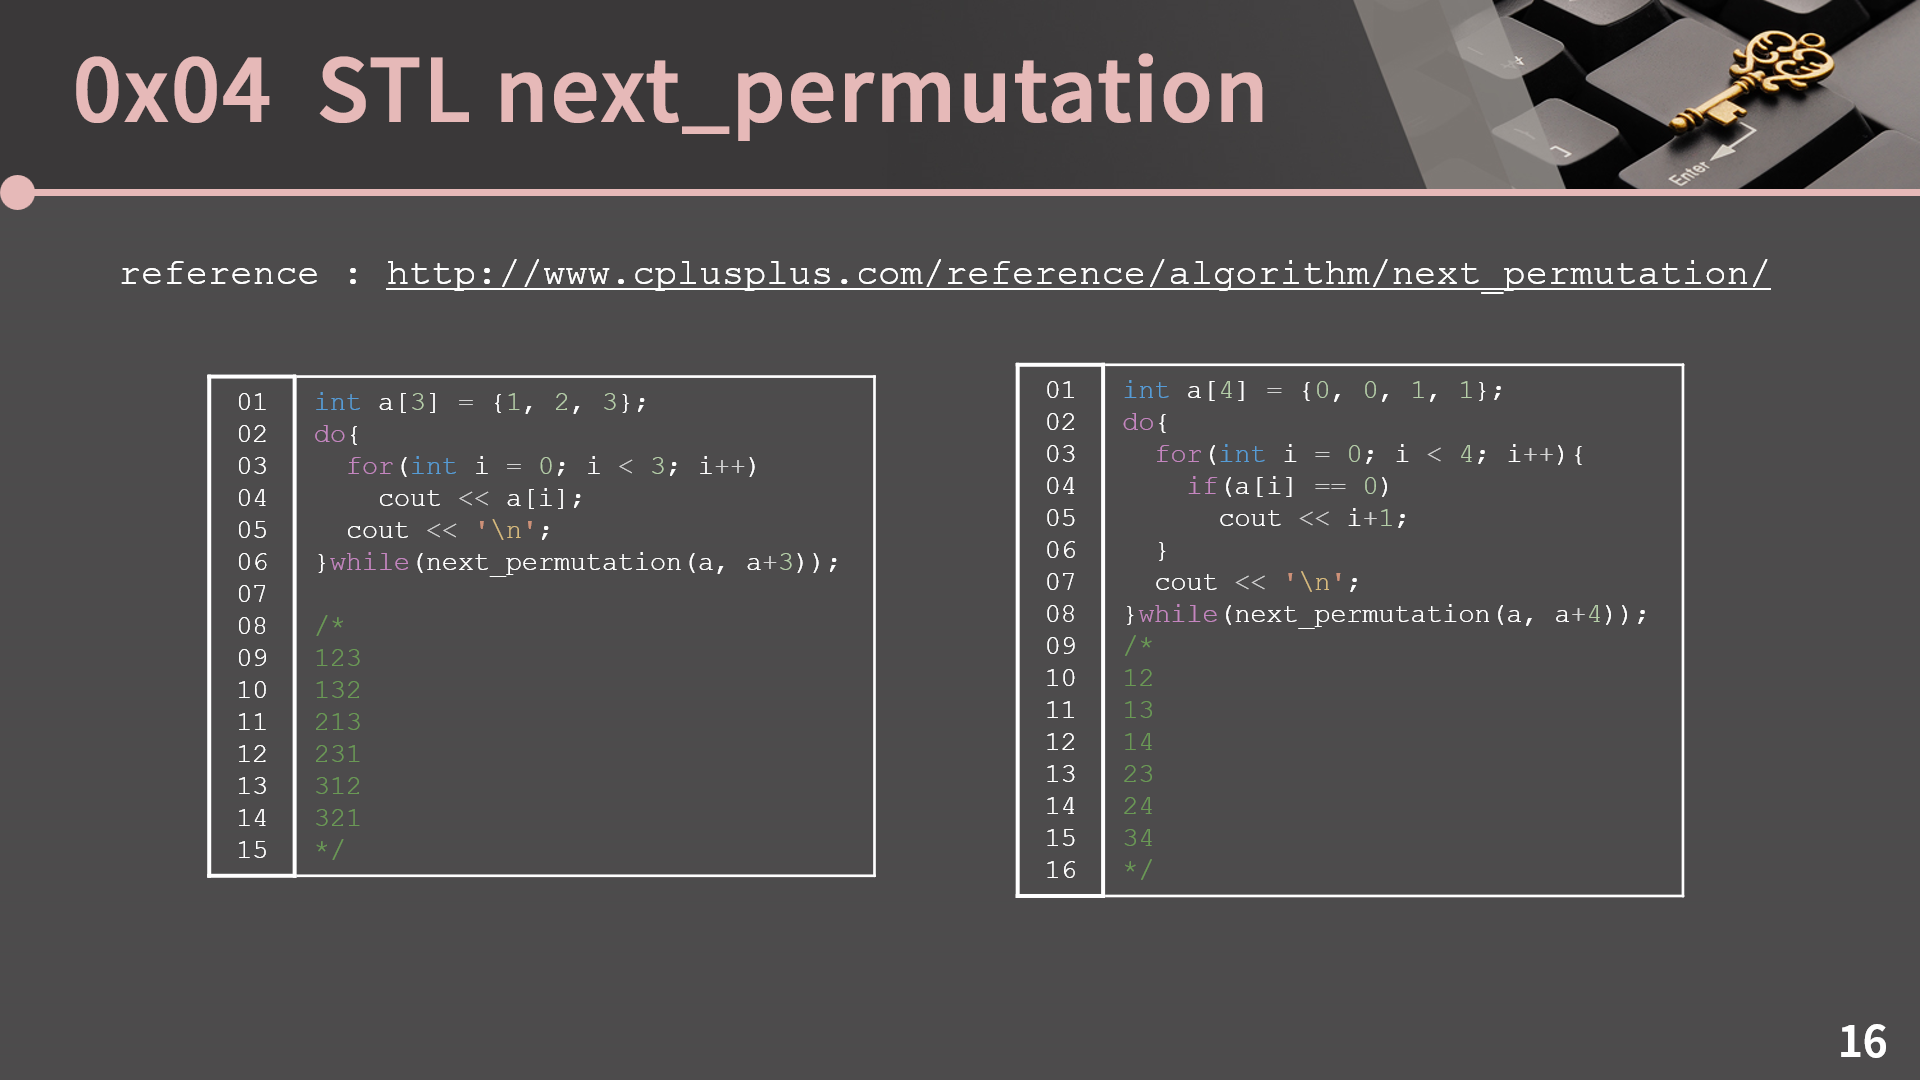 0x04 STL next_permutation
Enter
reference : http://www.cplusplus.com/reference/algorithm/next_permutation/
01 int a[3] = {1, 2, 3};
02 do{
03   for(int i = 0; i < 3; i++)
04     cout << a[i];
05   cout << '\n';
06 }while(next_permutation(a, a+3));
07
08 /*
09 123
10 132
11 213
12 231
13 312
14 321
15 */
01 int a[4] = {0, 0, 1, 1};
02 do{
03   for(int i = 0; i < 4; i++){
04     if(a[i] == 0)
05       cout << i+1;
06   }
07   cout << '\n';
08 }while(next_permutation(a, a+4));
09 /*
10 12
11 13
12 14
13 23
14 24
15 34
16 */
16